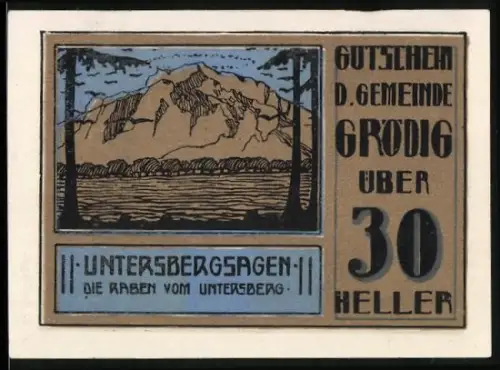 GUTSCHEIN
D. GEMEINDE
GRÖDIG
ÜBER
30
HELLER
· UNTERSBERGSAGEN ·
DIE RABEN VOM UNTERSBERG ·